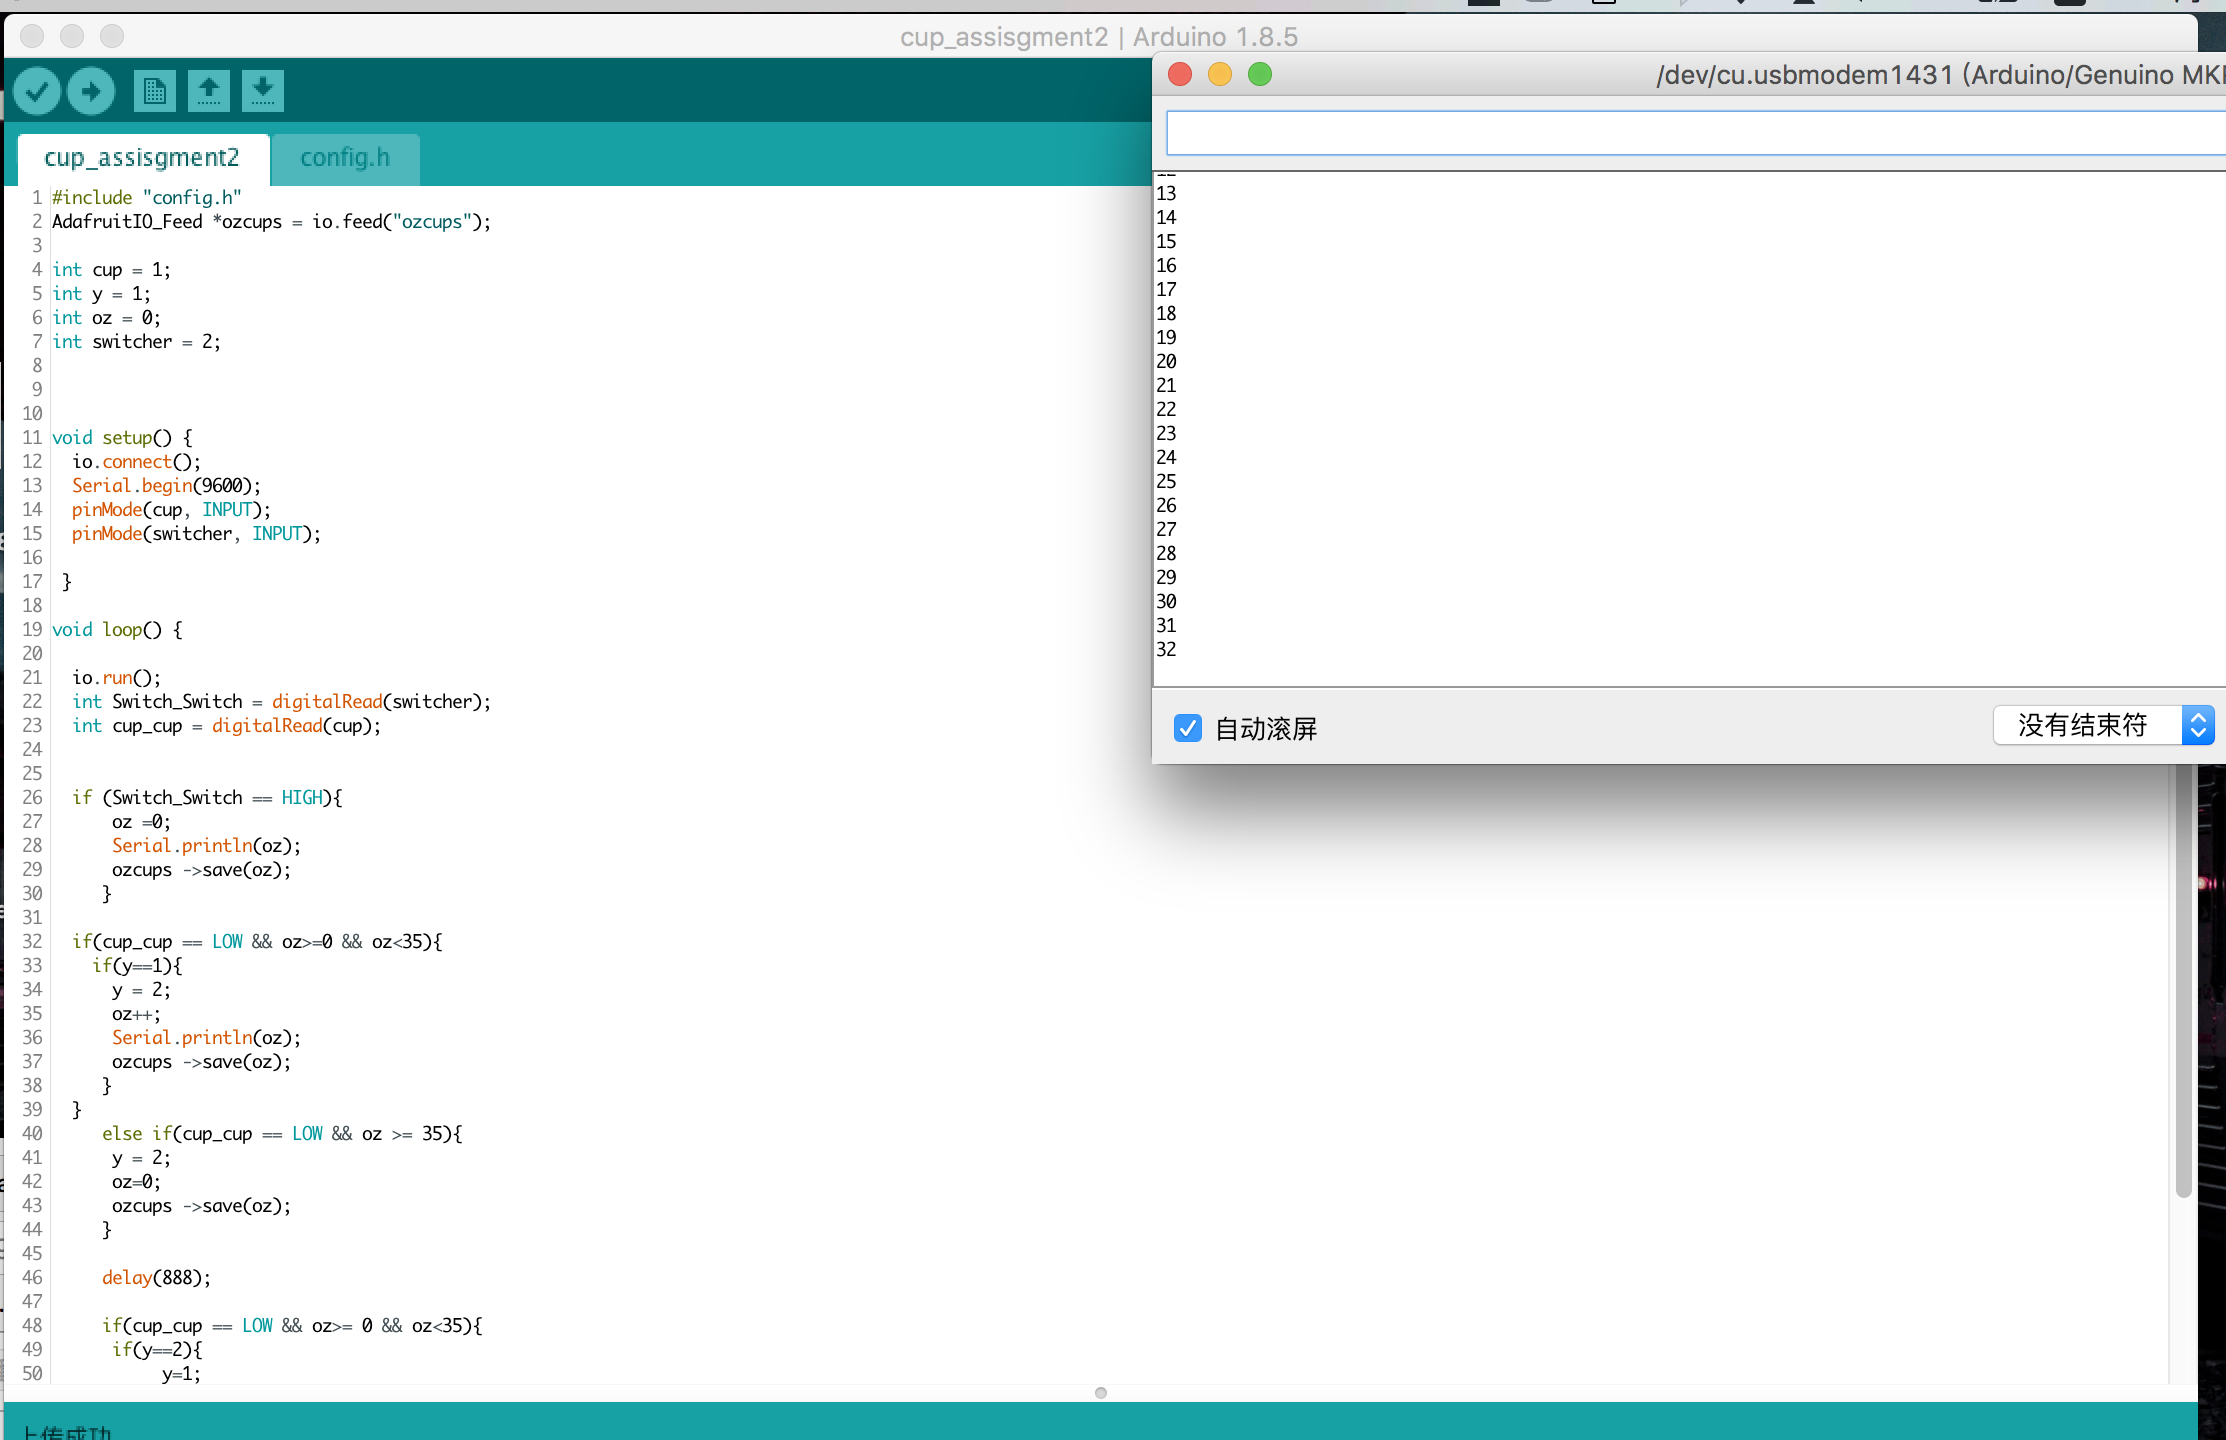 cup_assisgment2 | Arduino 1.8.5
cup_assisgment2
config.h
1 #include "config.h"
2 AdafruitIO_Feed *ozcups = io.feed("ozcups");
3
4 int cup = 1;
5 int y = 1;
6 int oz = 0;
7 int switcher = 2;
8
9
10
11 void setup() {
12 io.connect();
13 Serial.begin(9600);
14 pinMode(cup, INPUT);
15 pinMode(switcher, INPUT);
16
17 }
18
19 void loop() {
20
21 io.run();
22 int Switch_Switch = digitalRead(switcher);
23 int cup_cup = digitalRead(cup);
24
25
26 if (Switch_Switch == HIGH){
27 oz =0;
28 Serial.println(oz);
29 ozcups ->save(oz);
30 }
31
32 if(cup_cup == LOW && oz>=0 && oz<35){
33 if(y==1){
34 y = 2;
35 oz++;
36 Serial.println(oz);
37 ozcups ->save(oz);
38 }
39 }
40 else if(cup_cup == LOW && oz >= 35){
41 y = 2;
42 oz=0;
43 ozcups ->save(oz);
44 }
45
46 delay(888);
47
48 if(cup_cup == LOW && oz>= 0 && oz<35){
49 if(y==2){
50 y=1;
上传成功
/dev/cu.usbmodem1431 (Arduino/Genuino
13
14
15
16
17
18
19
20
21
22
23
24
25
26
27
28
29
30
31
32
自动滚屏
没有结束符